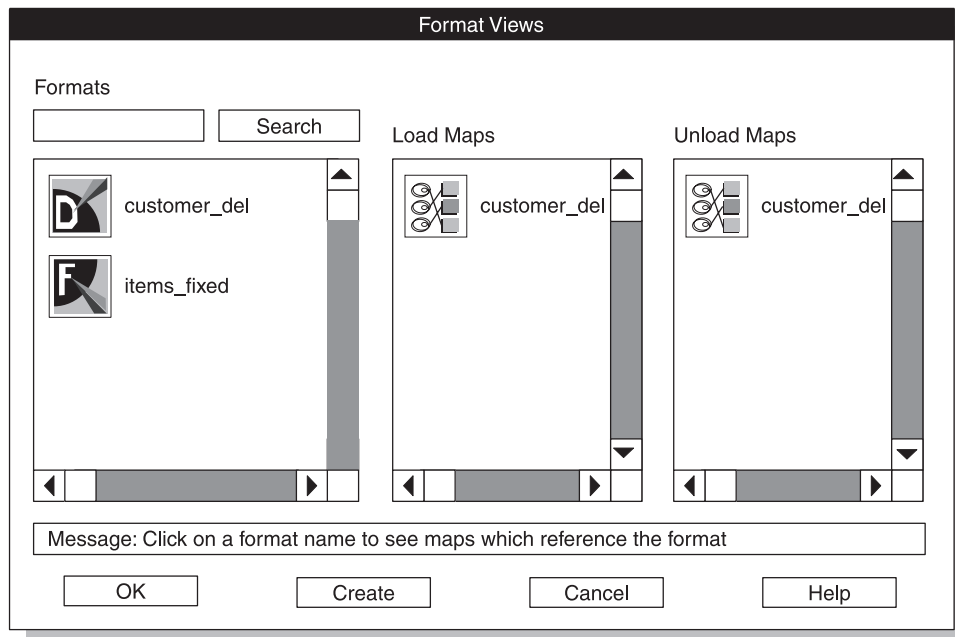 Format Views
Formats
Search
Load Maps
Unload Maps
D customer_del
F items_fixed
customer_del
customer_del
Message: Click on a format name to see maps which reference the format
OK
Create
Cancel
Help